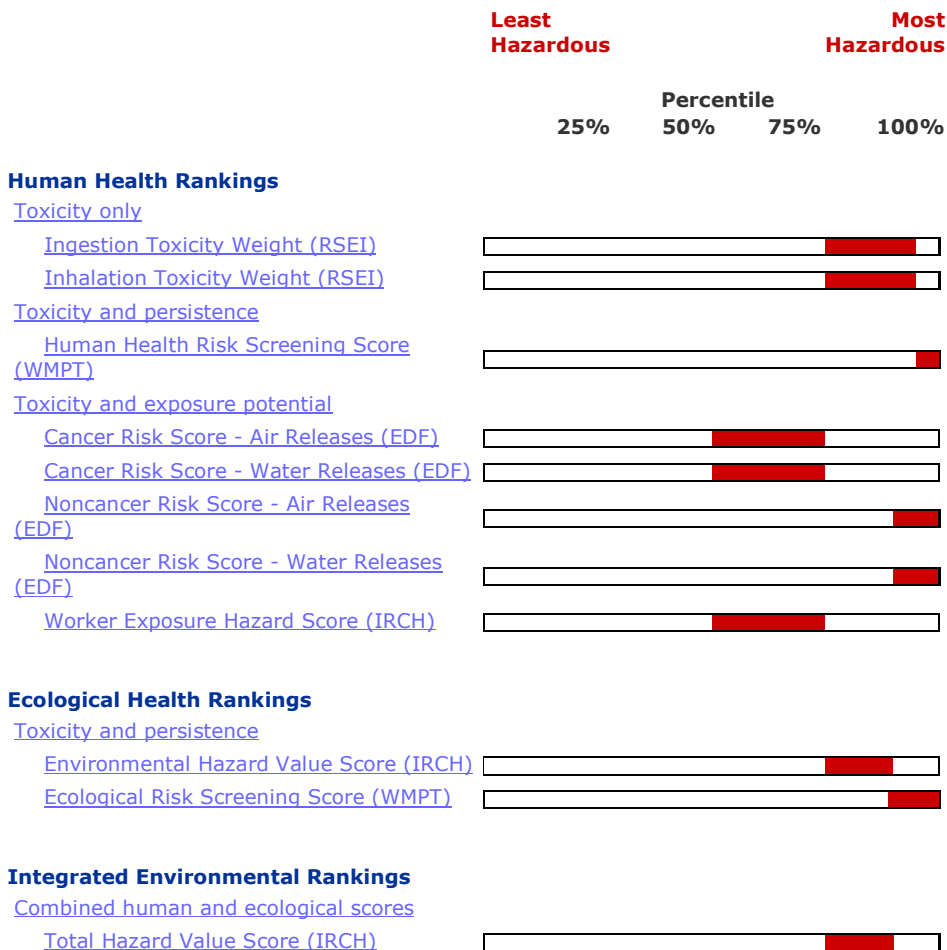 Least Most
Hazardous Hazardous
Percentile
25% 50% 75% 100%
Human Health Rankings
Toxicity only
Ingestion Toxicity Weight (RSEI)
Inhalation Toxicity Weight (RSEI)
Toxicity and persistence
Human Health Risk Screening Score
(WMPT)
Toxicity and exposure potential
Cancer Risk Score - Air Releases (EDF)
Cancer Risk Score - Water Releases (EDF)
Noncancer Risk Score - Air Releases
(EDF)
Noncancer Risk Score - Water Releases
(EDF)
Worker Exposure Hazard Score (IRCH)
Ecological Health Rankings
Toxicity and persistence
Environmental Hazard Value Score (IRCH)
Ecological Risk Screening Score (WMPT)
Integrated Environmental Rankings
Combined human and ecological scores
Total Hazard Value Score (IRCH)